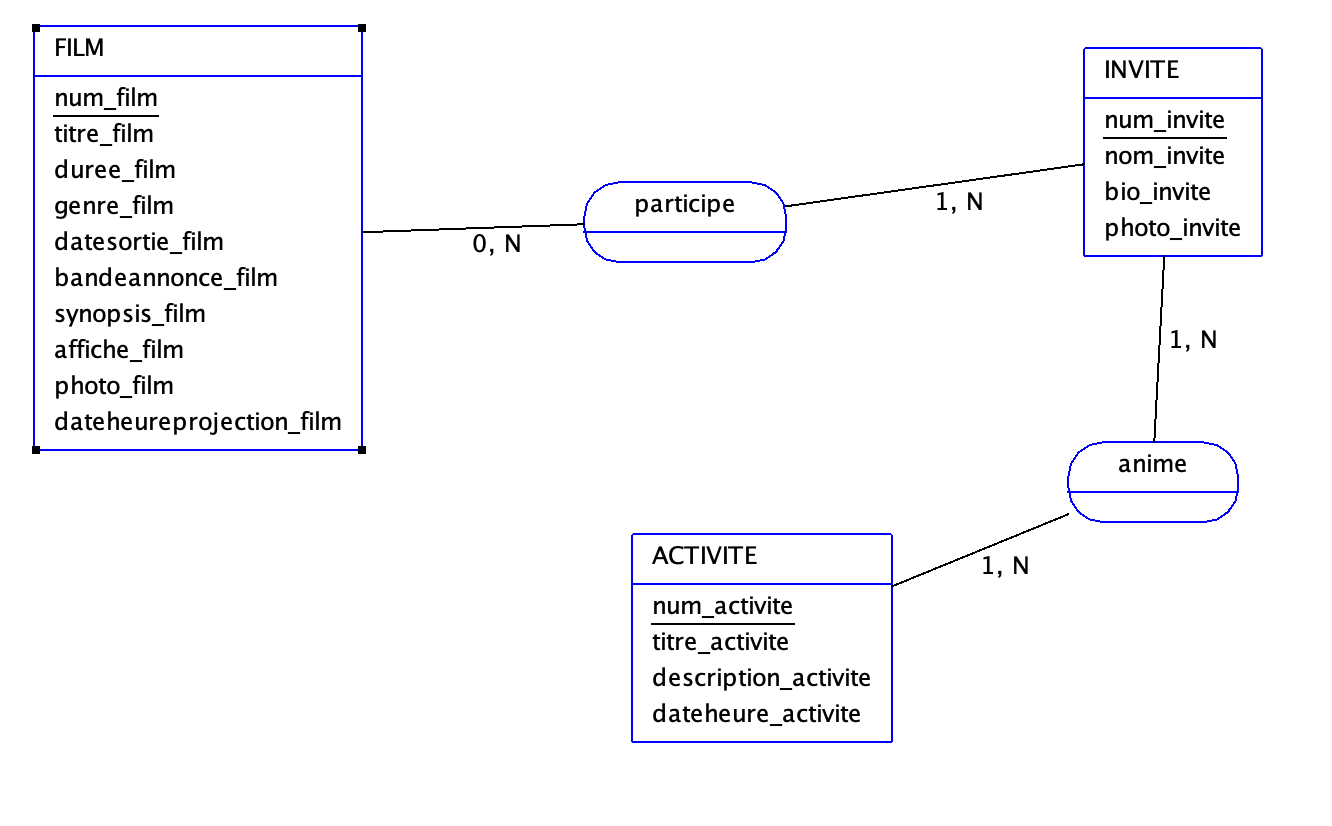 FILM
num_film
titre_film
duree_film
genre_film
datesortie_film
bandeannonce_film
synopsis_film
affiche_film
photo_film
dateheureprojection_film
0, N
participe
1, N
INVITE
num_invite
nom_invite
bio_invite
photo_invite
1, N
anime
1, N
ACTIVITE
num_activite
titre_activite
description_activite
dateheure_activite